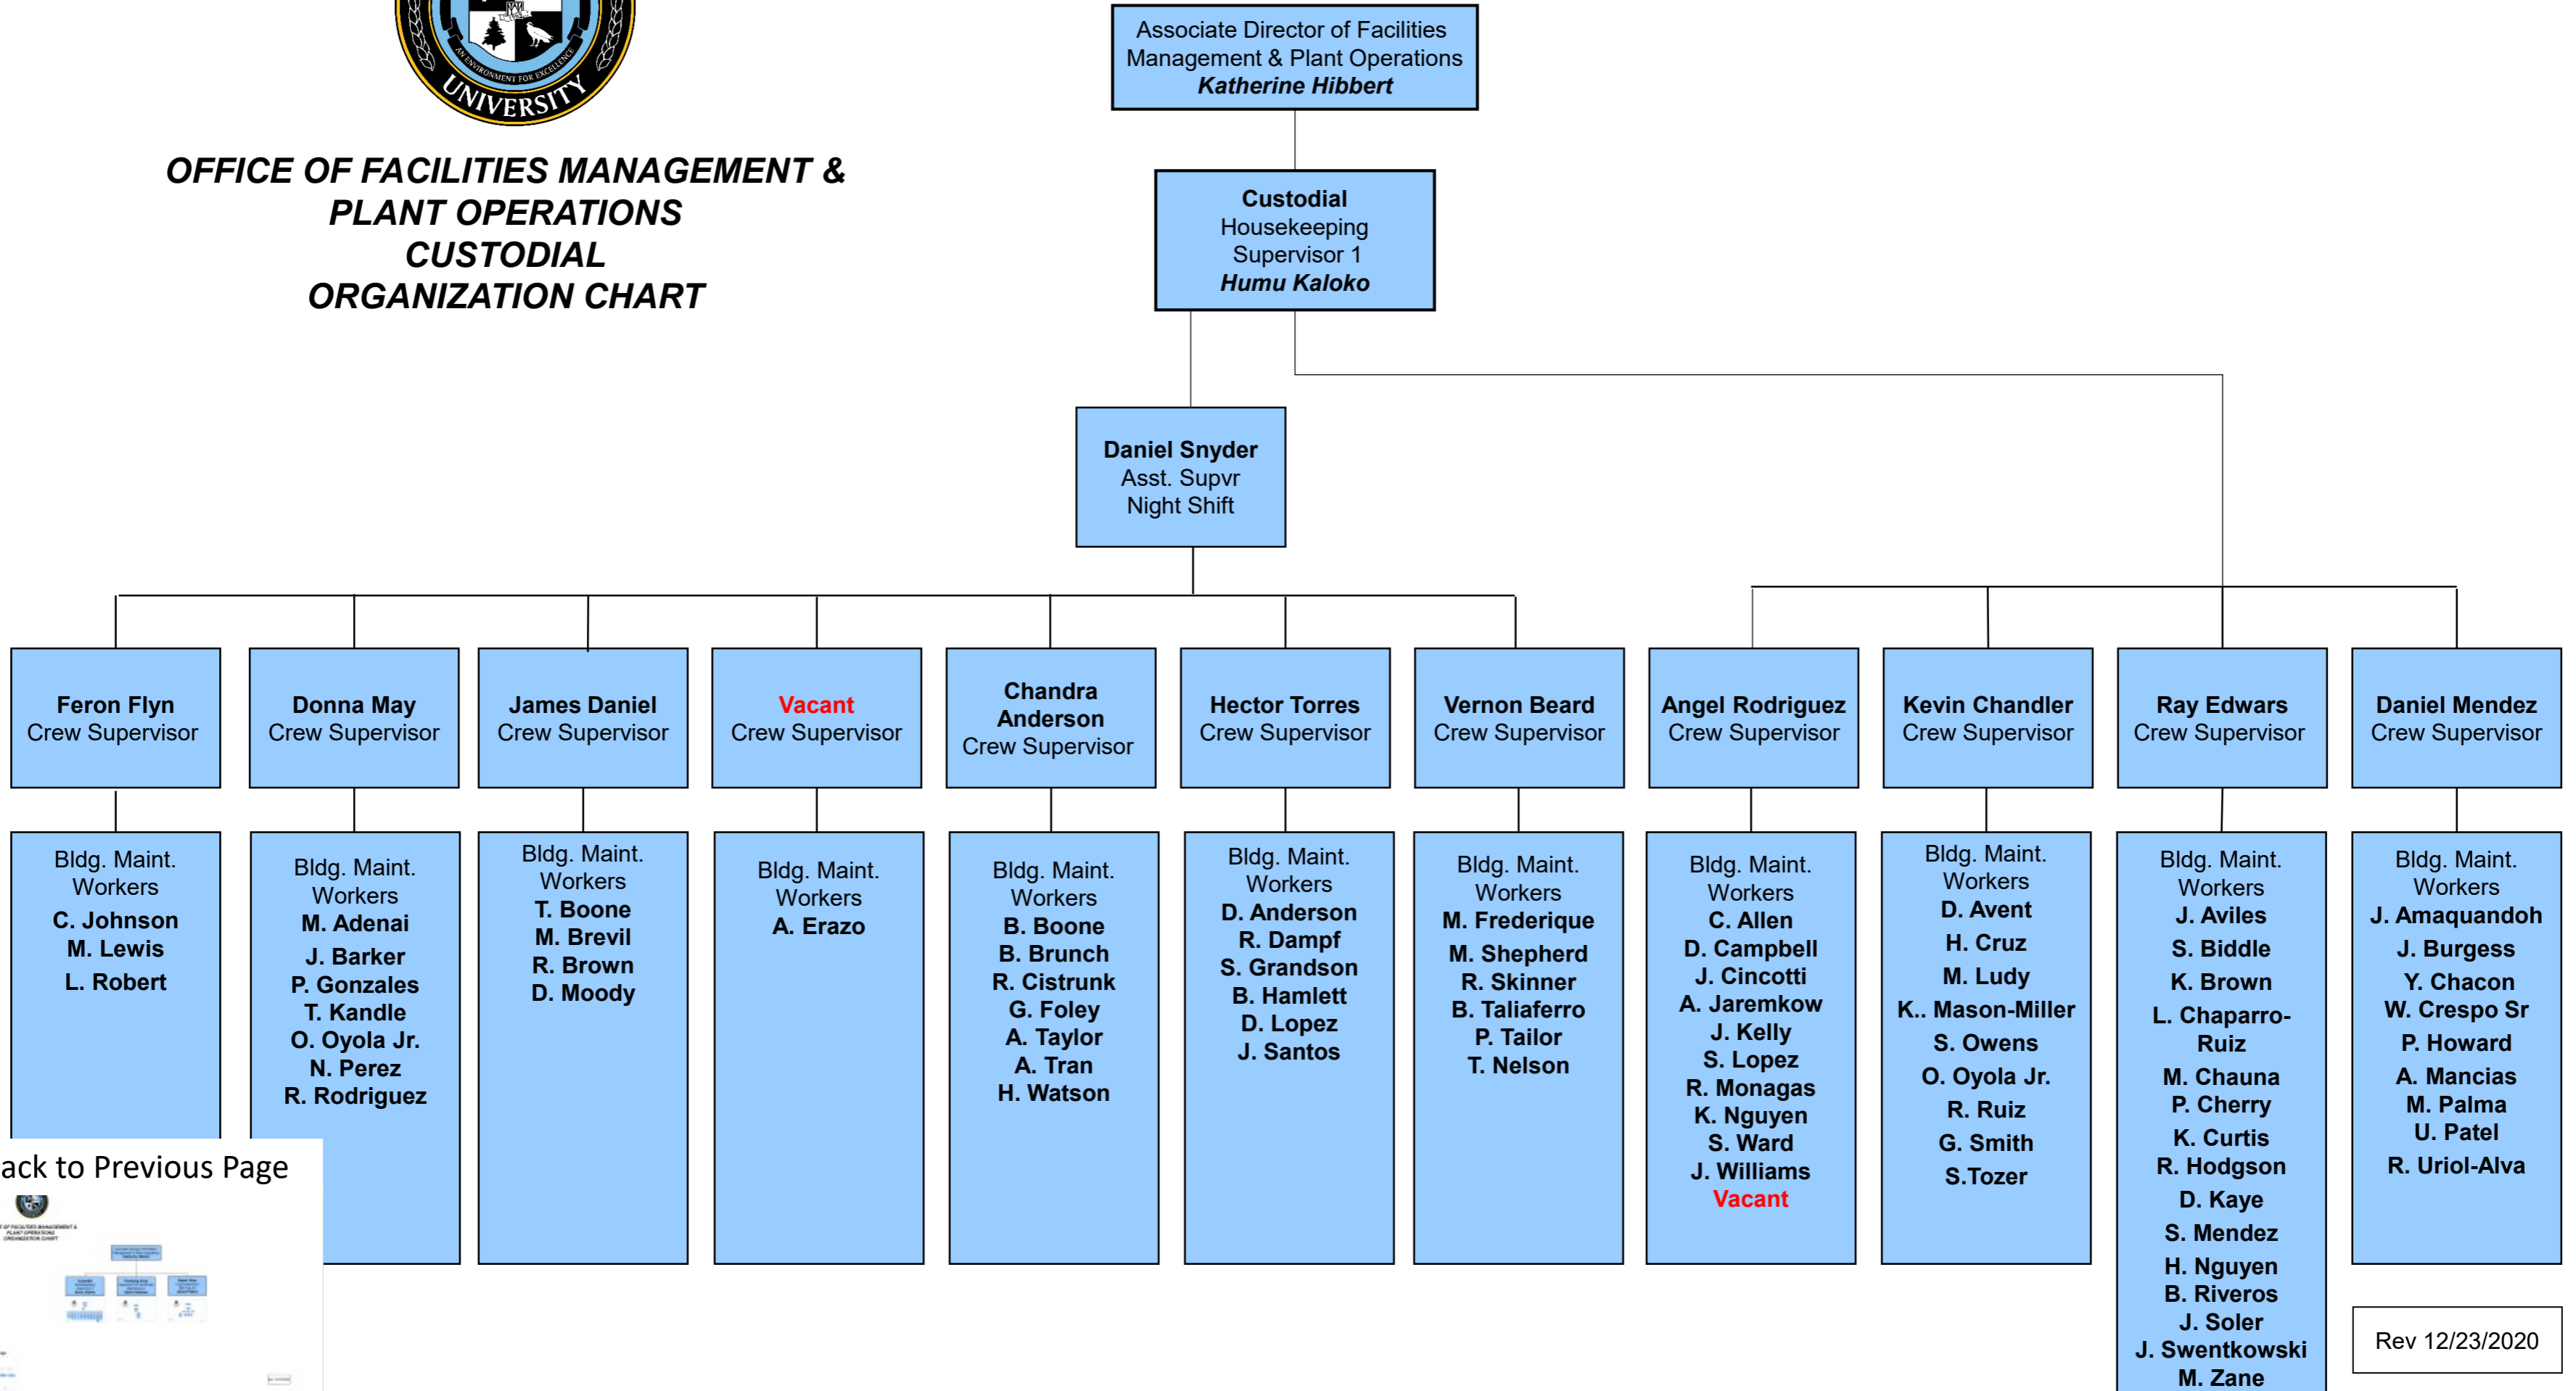 AN ENVIRONMENT FOR EXCELLENCE
UNIVERSITY
OFFICE OF FACILITIES MANAGEMENT &
PLANT OPERATIONS
CUSTODIAL
ORGANIZATION CHART
Associate Director of Facilities
Management & Plant Operations
Katherine Hibbert
Custodial
Housekeeping
Supervisor 1
Humu Kaloko
Daniel Snyder
Asst. Supvr
Night Shift
Feron Flyn
Crew Supervisor
Donna May
Crew Supervisor
James Daniel
Crew Supervisor
Vacant
Crew Supervisor
Chandra
Anderson
Crew Supervisor
Hector Torres
Crew Supervisor
Vernon Beard
Crew Supervisor
Angel Rodriguez
Crew Supervisor
Kevin Chandler
Crew Supervisor
Ray Edwars
Crew Supervisor
Daniel Mendez
Crew Supervisor
Bldg. Maint.
Workers
C. Johnson
M. Lewis
L. Robert
Bldg. Maint.
Workers
M. Adenai
J. Barker
P. Gonzales
T. Kandle
O. Oyola Jr.
N. Perez
R. Rodriguez
Bldg. Maint.
Workers
T. Boone
M. Brevil
R. Brown
D. Moody
Bldg. Maint.
Workers
A. Erazo
Bldg. Maint.
Workers
B. Boone
B. Brunch
R. Cistrunk
G. Foley
A. Taylor
A. Tran
H. Watson
Bldg. Maint.
Workers
D. Anderson
R. Dampf
S. Grandson
B. Hamlett
D. Lopez
J. Santos
Bldg. Maint.
Workers
M. Frederique
M. Shepherd
R. Skinner
B. Taliaferro
P. Tailor
T. Nelson
Bldg. Maint.
Workers
C. Allen
D. Campbell
J. Cincotti
A. Jaremkow
J. Kelly
S. Lopez
R. Monagas
K. Nguyen
S. Ward
J. Williams
Vacant
Bldg. Maint.
Workers
D. Avent
H. Cruz
M. Ludy
K.. Mason-Miller
S. Owens
O. Oyola Jr.
R. Ruiz
G. Smith
S.Tozer
Bldg. Maint.
Workers
J. Aviles
S. Biddle
K. Brown
L. Chaparro-
Ruiz
M. Chauna
P. Cherry
K. Curtis
R. Hodgson
D. Kaye
S. Mendez
H. Nguyen
B. Riveros
J. Soler
J. Swentkowski
M. Zane
Bldg. Maint.
Workers
J. Amaquandoh
J. Burgess
Y. Chacon
W. Crespo Sr
P. Howard
A. Mancias
M. Palma
U. Patel
R. Uriol-Alva
ack to Previous Page
OF FACILITIES MANAGEMENT &
PLANT OPERATIONS
ORGANIZATION CHART
Rev 12/23/2020